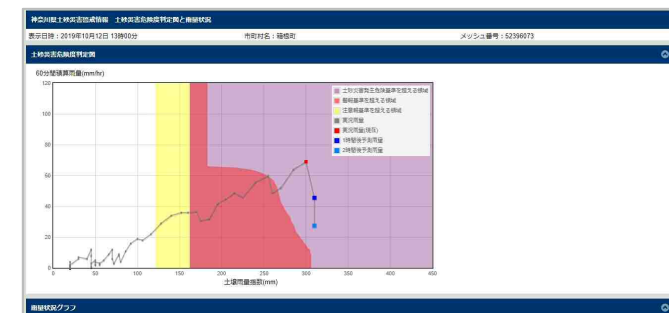 神奈川県土砂災害警戒情報　土砂災害危険度判定図と雨量状況
表示日時：2019年10月12日 13時00分　市町村名：箱根町　メッシュ番号：52396073
土砂災害危険度判定図
60分間積算雨量(mm/hr)
土砂災害発生危険基準を超える領域
警報基準を超える領域
注意報基準を超える領域
実況雨量
実況雨量(現在)
1時間後予測雨量
2時間後予測雨量
120
100
80
60
40
20
0
0 50 100 150 200 250 300 350 400 450
土壌雨量指数(mm)
雨量状況グラフ